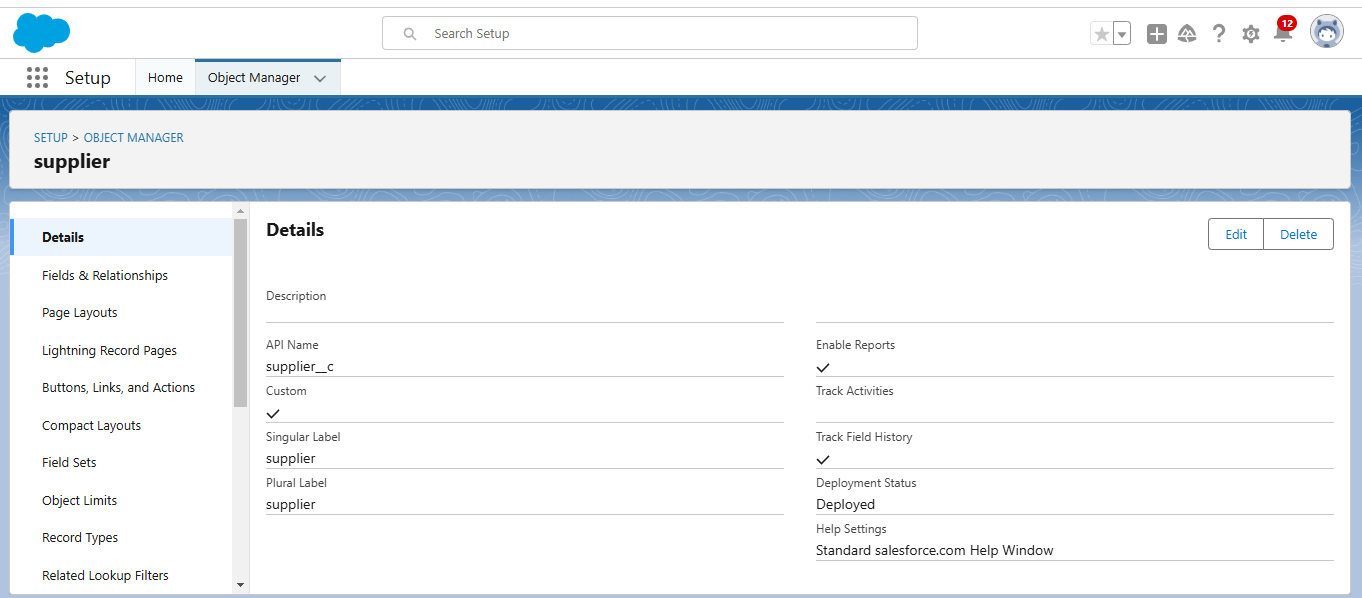 Search Setup
12
Setup
Home
Object Manager
SETUP > OBJECT MANAGER
supplier
Details
Fields & Relationships
Page Layouts
Lightning Record Pages
Buttons, Links, and Actions
Compact Layouts
Field Sets
Object Limits
Record Types
Related Lookup Filters
Details
Edit
Delete
Description
API Name
supplier__c
Custom
Singular Label
supplier
Plural Label
supplier
Enable Reports
Track Activities
Track Field History
Deployment Status
Deployed
Help Settings
Standard salesforce.com Help Window